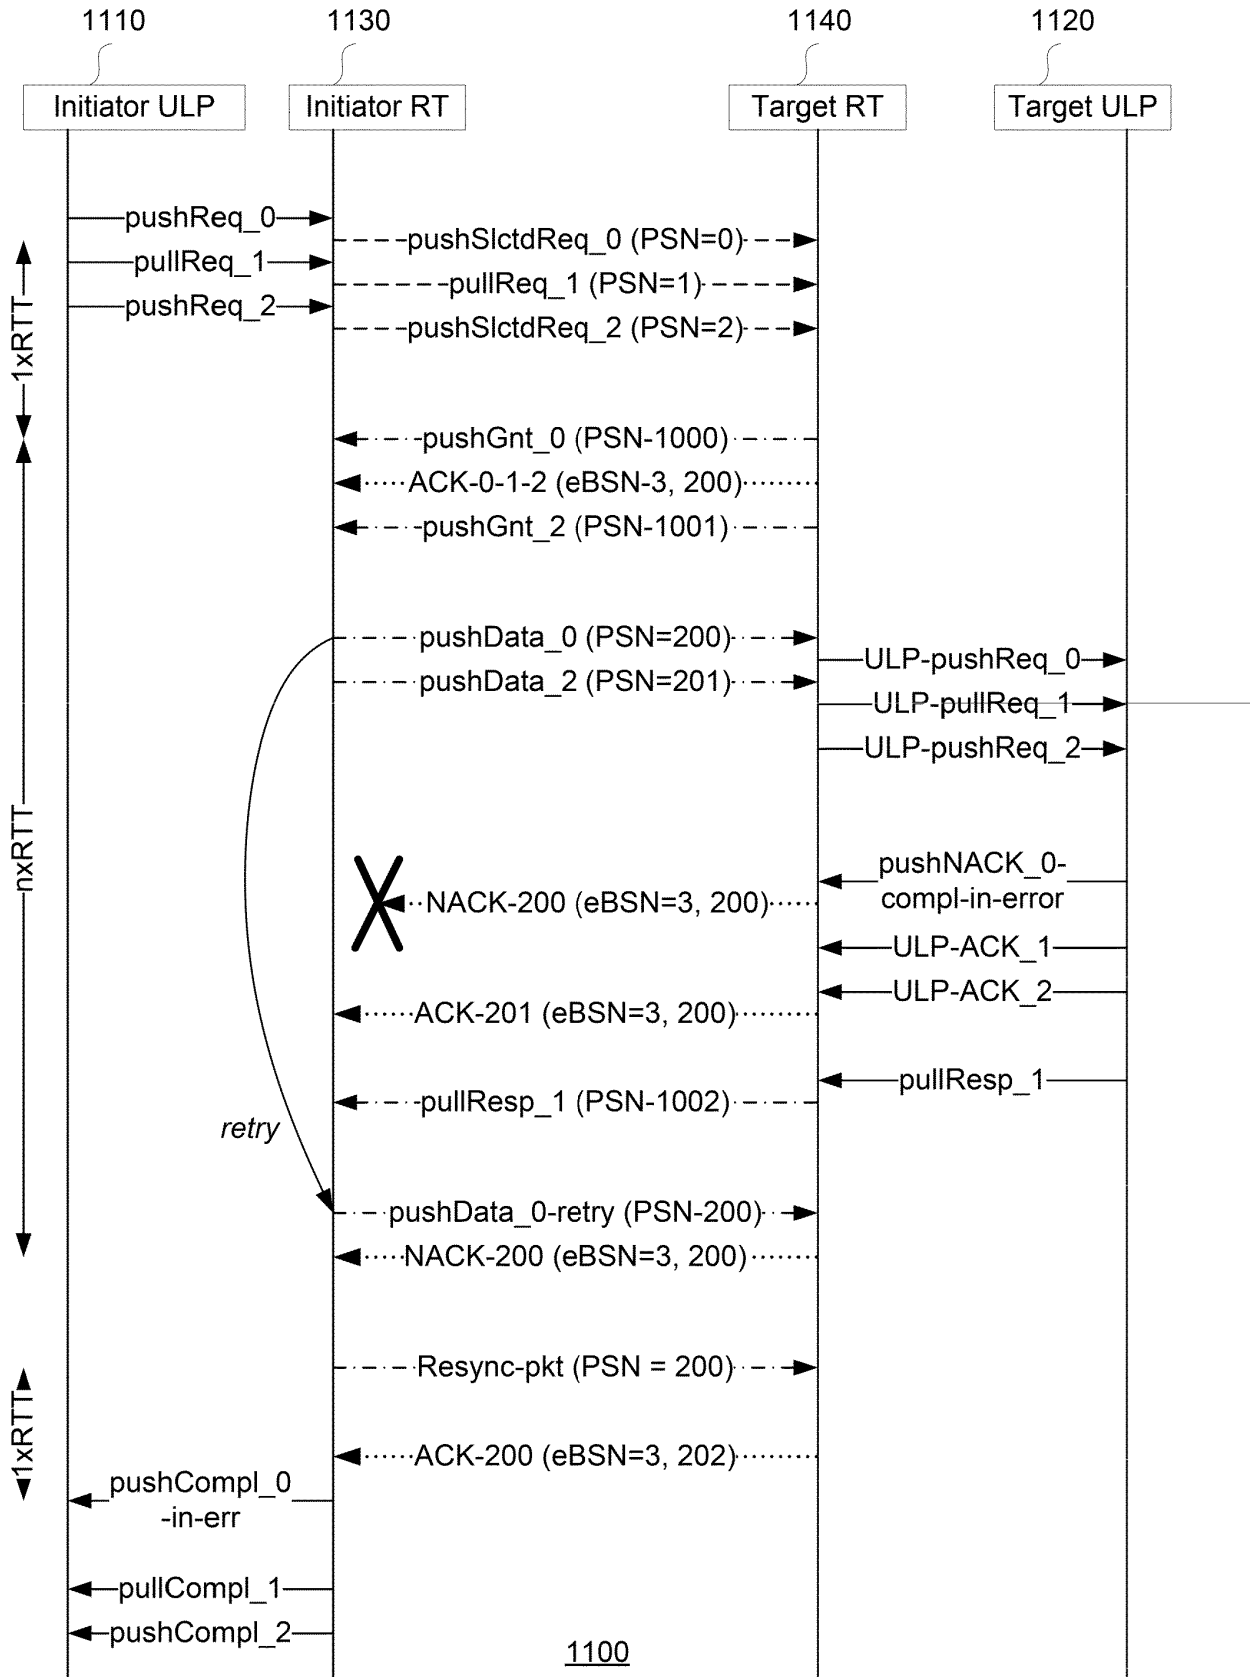 1110
1130
1140
1120
Initiator ULP
Initiator RT
Target RT
Target ULP
pushReq_0
pushSlctdReq_0 (PSN=0)
pullReq_1
pullReq_1 (PSN=1)
pushReq_2
pushSlctdReq_2 (PSN=2)
1xRTT
pushGnt_0 (PSN-1000)
ACK-0-1-2 (eBSN-3, 200)
pushGnt_2 (PSN-1001)
pushData_0 (PSN=200)
ULP-pushReq_0
pushData_2 (PSN=201)
ULP-pullReq_1
ULP-pushReq_2
nxRTT
pushNACK_0-
compl-in-error
NACK-200 (eBSN=3, 200)
ULP-ACK_1
ULP-ACK_2
ACK-201 (eBSN=3, 200)
pullResp_1
pullResp_1 (PSN-1002)
retry
pushData_0-retry (PSN-200)
NACK-200 (eBSN=3, 200)
Resync-pkt (PSN = 200)
1xRTT
ACK-200 (eBSN=3, 202)
pushCompl_0
-in-err
pullCompl_1
pushCompl_2
1100